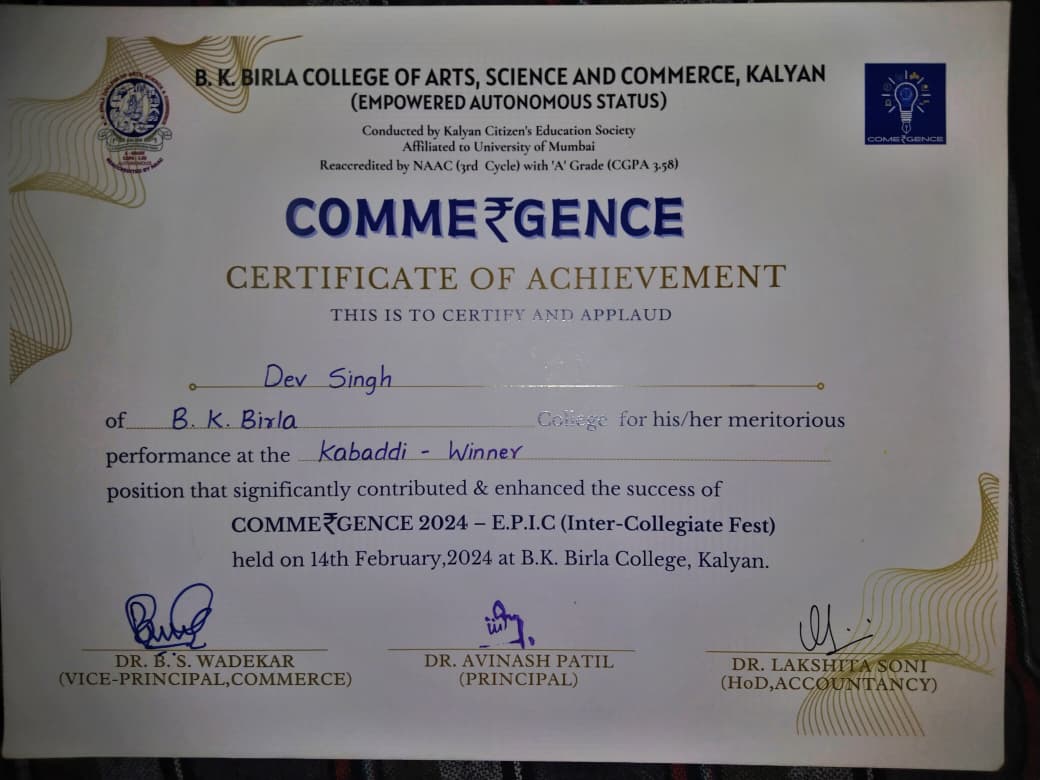 B. K. BIRLA COLLEGE OF ARTS, SCIENCE AND COMMERCE, KALYAN
(EMPOWERED AUTONOMOUS STATUS)
Conducted by Kalyan Citizen's Education Society
Affiliated to University of Mumbai
Reaccredited by NAAC (3rd Cycle) with 'A' Grade (CGPA 3.58)
COMME₹GENCE
COMME₹GENCE
CERTIFICATE OF ACHIEVEMENT
THIS IS TO CERTIFY AND APPLAUD
Dev Singh
of B. K. Birla College for his/her meritorious
performance at the Kabaddi - Winner
position that significantly contributed & enhanced the success of
COMME₹GENCE 2024 – E.P.I.C (Inter-Collegiate Fest)
held on 14th February,2024 at B.K. Birla College, Kalyan.
DR. B. S. WADEKAR
(VICE-PRINCIPAL,COMMERCE)
DR. AVINASH PATIL
(PRINCIPAL)
DR. LAKSHITA SONI
(HoD,ACCOUNTANCY)